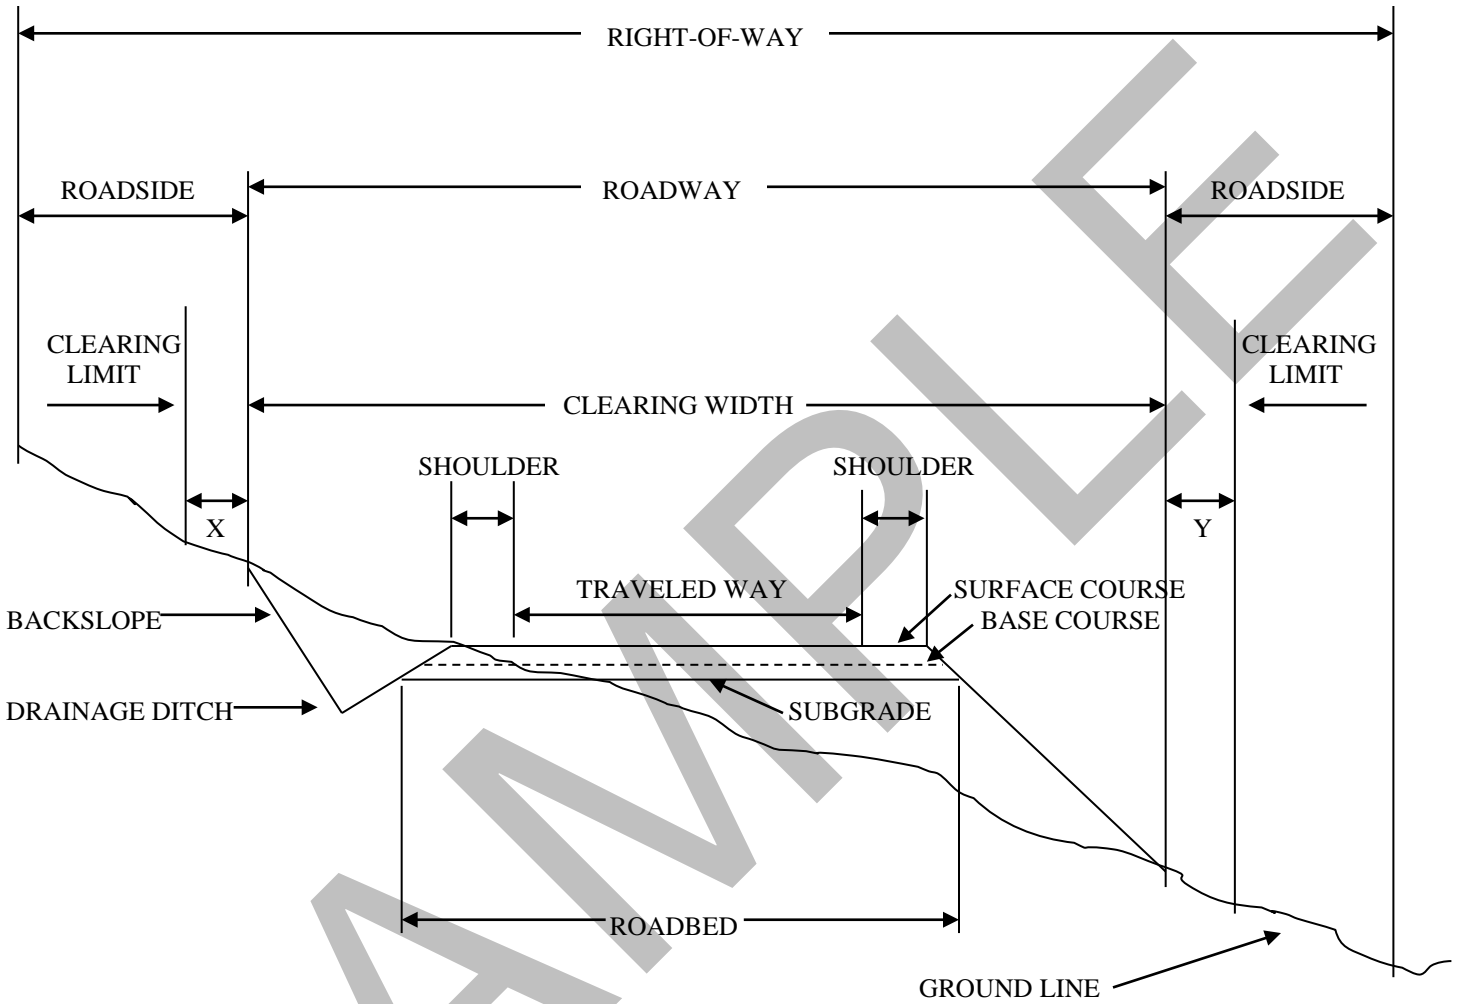 RIGHT-OF-WAY
ROADSIDE
ROADWAY
ROADSIDE
CLEARING
LIMIT
CLEARING
LIMIT
CLEARING WIDTH
SHOULDER
SHOULDER
X
Y
TRAVELED WAY
SURFACE COURSE
BASE COURSE
BACKSLOPE
DRAINAGE DITCH
SUBGRADE
ROADBED
GROUND LINE
AMPLE